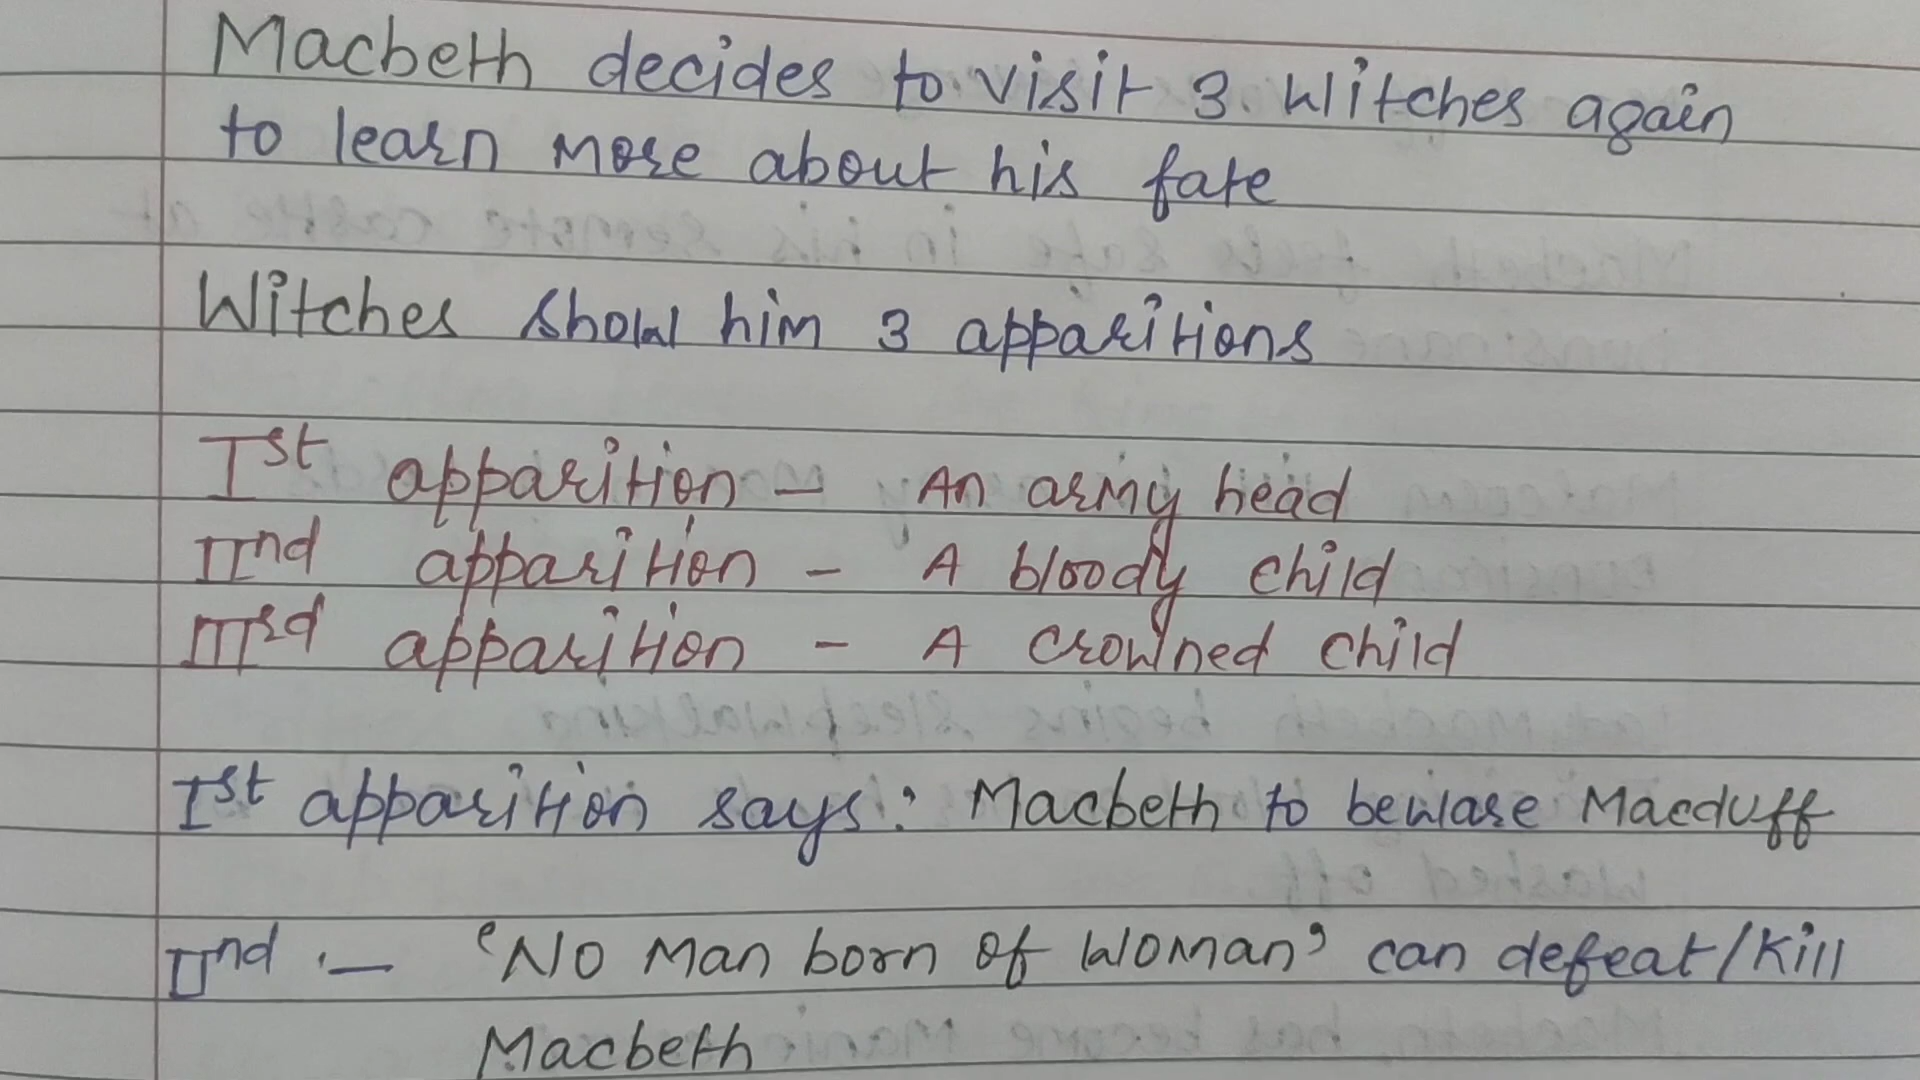 Macbeth decides to visit 3 witches again
to learn more about his fate
Witches show him 3 apparitions
Ist apparition - An army head
IInd apparition - A bloody child
IIIrd apparition - A crowned child
Ist apparition says: Macbeth to beware Macduff
IInd :- 'No man born of woman' can defeat/kill
Macbeth